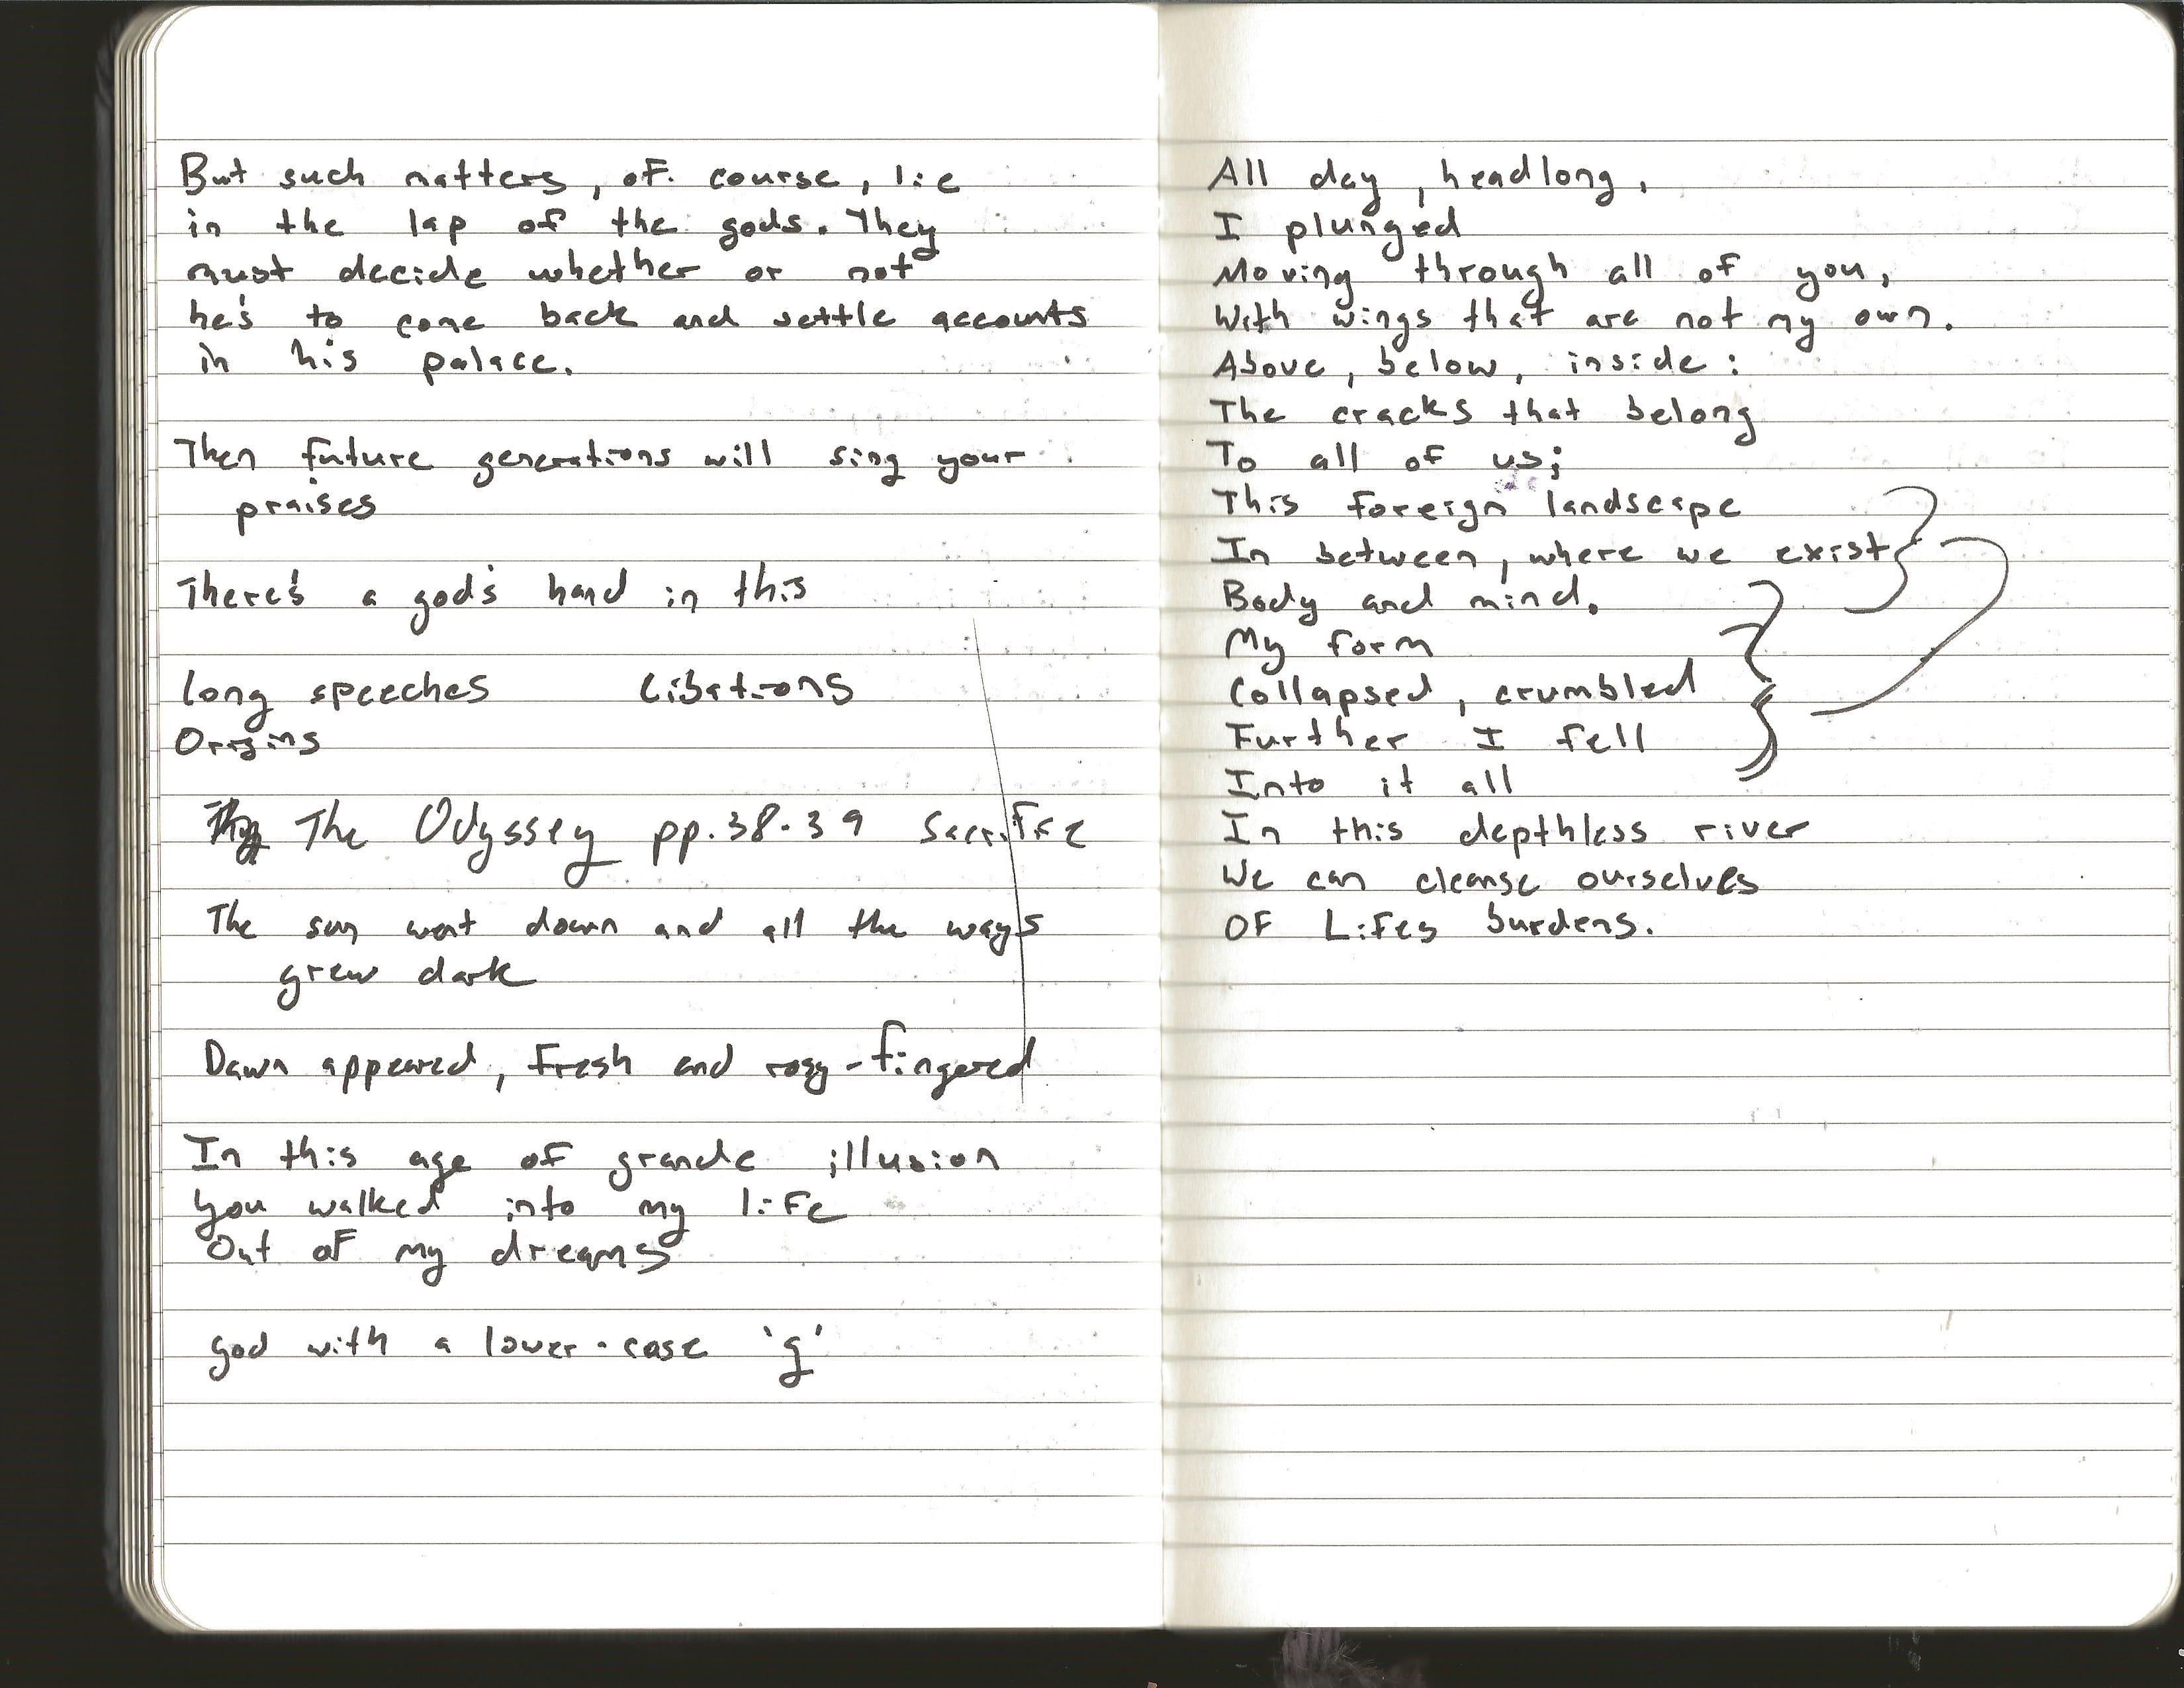 But such matters, of course, lie
in the lap of the gods. They
must decide whether or not
he's to come back and settle accounts
in his palace.
Then future generations will sing your
praises
There's a god's hand in this
long speeches libations
Origins
The Odyssey pp. 38-39 Sacrifice
The sun went down and all the ways
grew dark
Dawn appeared, fresh and rosy-fingered
In this age of grande illusion
you walked into my life
Out of my dreams
god with a lower-case 'g'
All day, headlong,
I plunged
Moving through all of you,
With wings that are not my own.
Above, below, inside:
The cracks that belong
To all of us;
This foreign landscape
In between, where we exist
Body and mind.
My form
Collapsed, crumbled
Further I fell
Into it all
In this depthless river
We can cleanse ourselves
Of Lifes burdens.